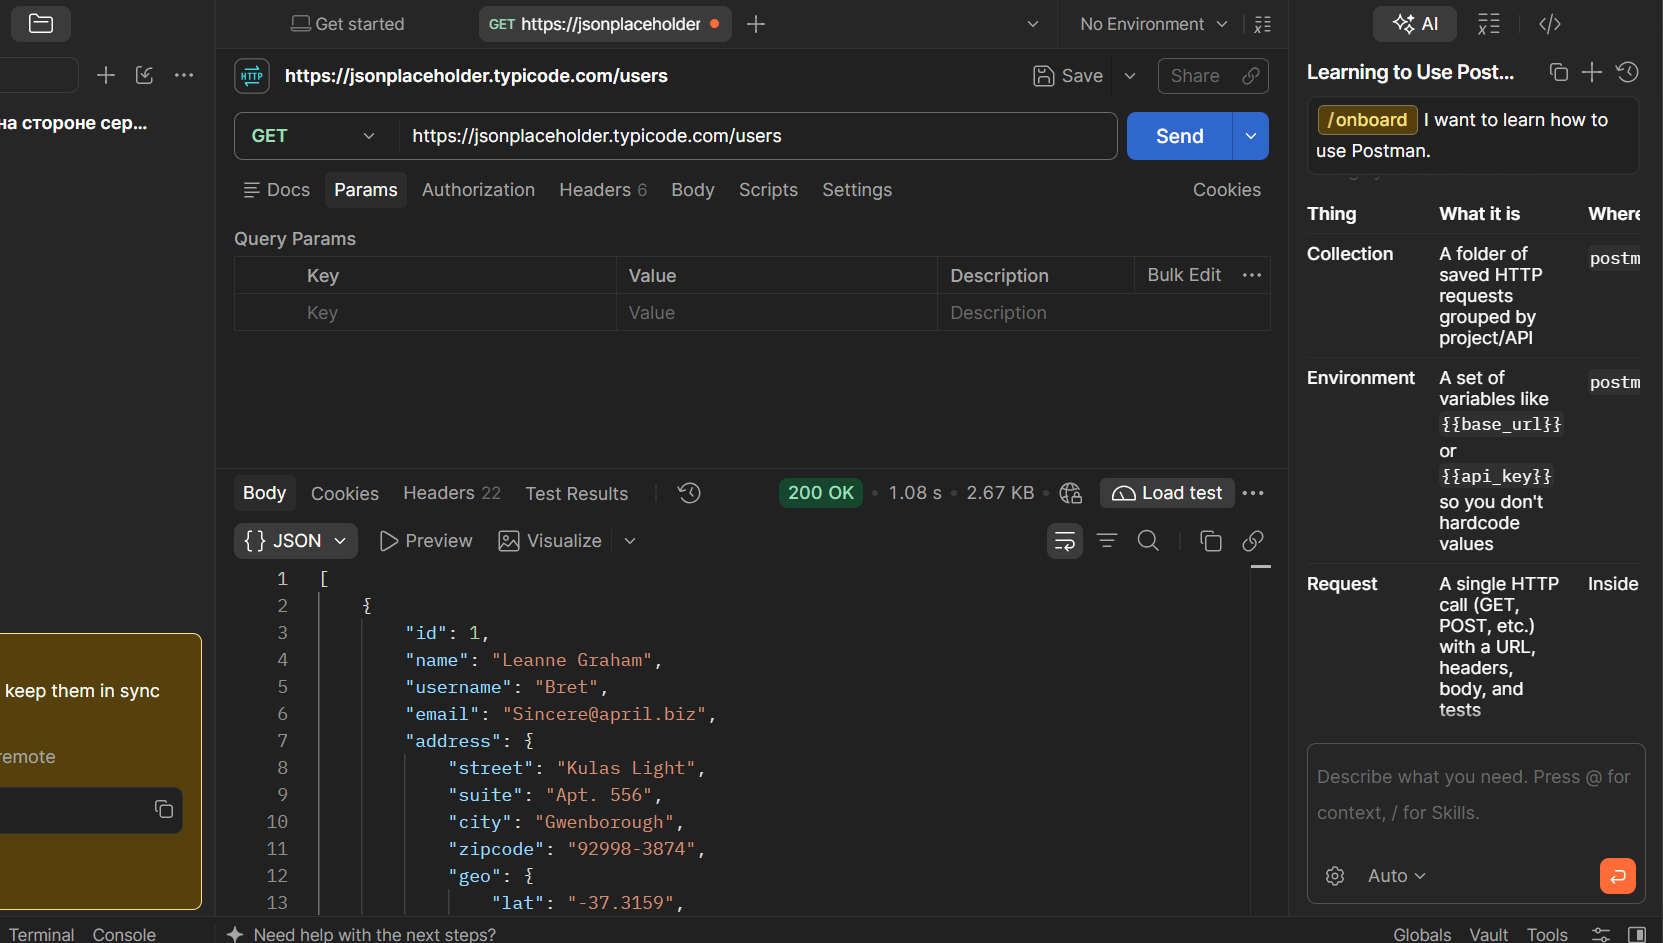 Get started
GET https://jsonplaceholder
No Environment
AI
https://jsonplaceholder.typicode.com/users
Save
Share
Learning to Use Post...
/onboard I want to learn how to
use Postman.
на стороне сер...
GET
https://jsonplaceholder.typicode.com/users
Send
Docs
Params
Authorization
Headers 6
Body
Scripts
Settings
Cookies
Query Params
Key
Value
Description
Bulk Edit
Key
Value
Description
Thing
What it is
Where
Collection
A folder of
saved HTTP
requests
grouped by
project/API
postm
Environment
A set of
variables like
{{base_url}}
or
{{api_key}}
so you don't
hardcode
values
postm
Request
A single HTTP
call (GET,
POST, etc.)
with a URL,
headers,
body, and
tests
Inside
Body
Cookies
Headers 22
Test Results
200 OK
1.08 s
2.67 KB
Load test
{} JSON
Preview
Visualize
1 [
2 {
3 "id": 1,
4 "name": "Leanne Graham",
5 "username": "Bret",
6 "email": "Sincere@april.biz",
7 "address": {
8 "street": "Kulas Light",
9 "suite": "Apt. 556",
10 "city": "Gwenborough",
11 "zipcode": "92998-3874",
12 "geo": {
13 "lat": "-37.3159",
keep them in sync
remote
Describe what you need. Press @ for
context, / for Skills.
Auto
Terminal
Console
Need help with the next steps?
Globals
Vault
Tools